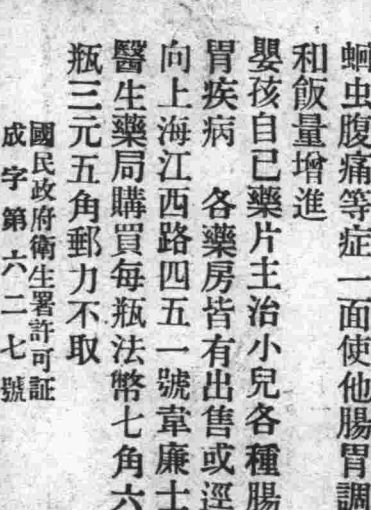 蛔虫腹痛等症一面使他腸胃調
和飯量增進
嬰孩自己藥片主治小兒各種腸
胃疾病　各藥房皆有出售或逕
向上海江西路四五一號韋廉士
醫生藥局購買每瓶法幣七角六
瓶三元五角郵力不取
國民政府衛生署許可証
成字第六二七號